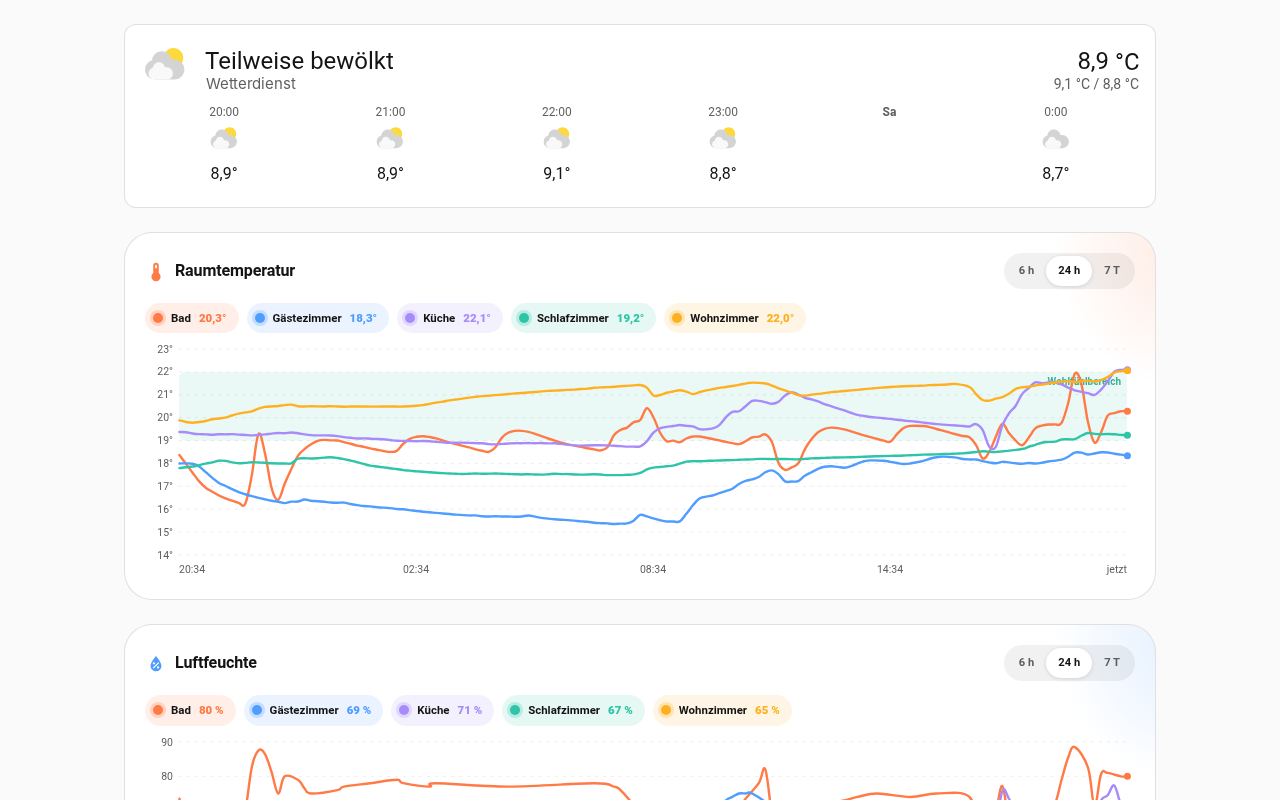 Teilweise bewölkt
Wetterdienst
8,9 °C
9,1 °C / 8,8 °C
20:00 21:00 22:00 23:00 Sa 0:00
8,9° 8,9° 9,1° 8,8° 8,7°
Raumtemperatur
6 h 24 h 7 T
Bad 20,3° Gästezimmer 18,3° Küche 22,1° Schlafzimmer 19,2° Wohnzimmer 22,0°
23°
22°
Wohlfühlbereich
21°
20°
19°
18°
17°
16°
15°
14°
20:34 02:34 08:34 14:34 jetzt
Luftfeuchte
6 h 24 h 7 T
Bad 80 % Gästezimmer 69 % Küche 71 % Schlafzimmer 67 % Wohnzimmer 65 %
90
80